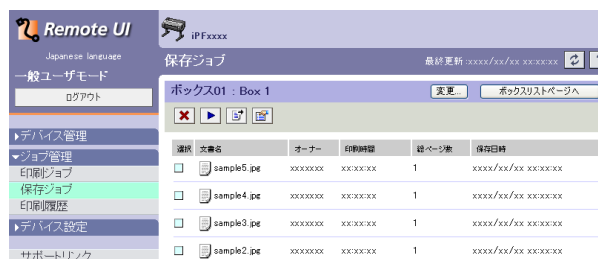 Remote UI
Japanese language
一般ユーザモード
ログアウト
▶デバイス管理
▼ジョブ管理
印刷ジョブ
保存ジョブ
印刷履歴
▶デバイス設定
サポートリンク
iPFxxxx
保存ジョブ
最終更新:xxxx/xx/xx xx:xx:xx
ボックス01 : Box 1
変更...
ボックスリストページへ
選択 文書名 オーナー 印刷時間 総ページ数 保存日時
sample5.jpg xxxxxxx xx:xx:xx 1 xxxx/xx/xx xx:xx:xx
sample4.jpg xxxxxxx xx:xx:xx 1 xxxx/xx/xx xx:xx:xx
sample3.jpg xxxxxxx xx:xx:xx 1 xxxx/xx/xx xx:xx:xx
sample2.jpg xxxxxxx xx:xx:xx 1 xxxx/xx/xx xx:xx:xx